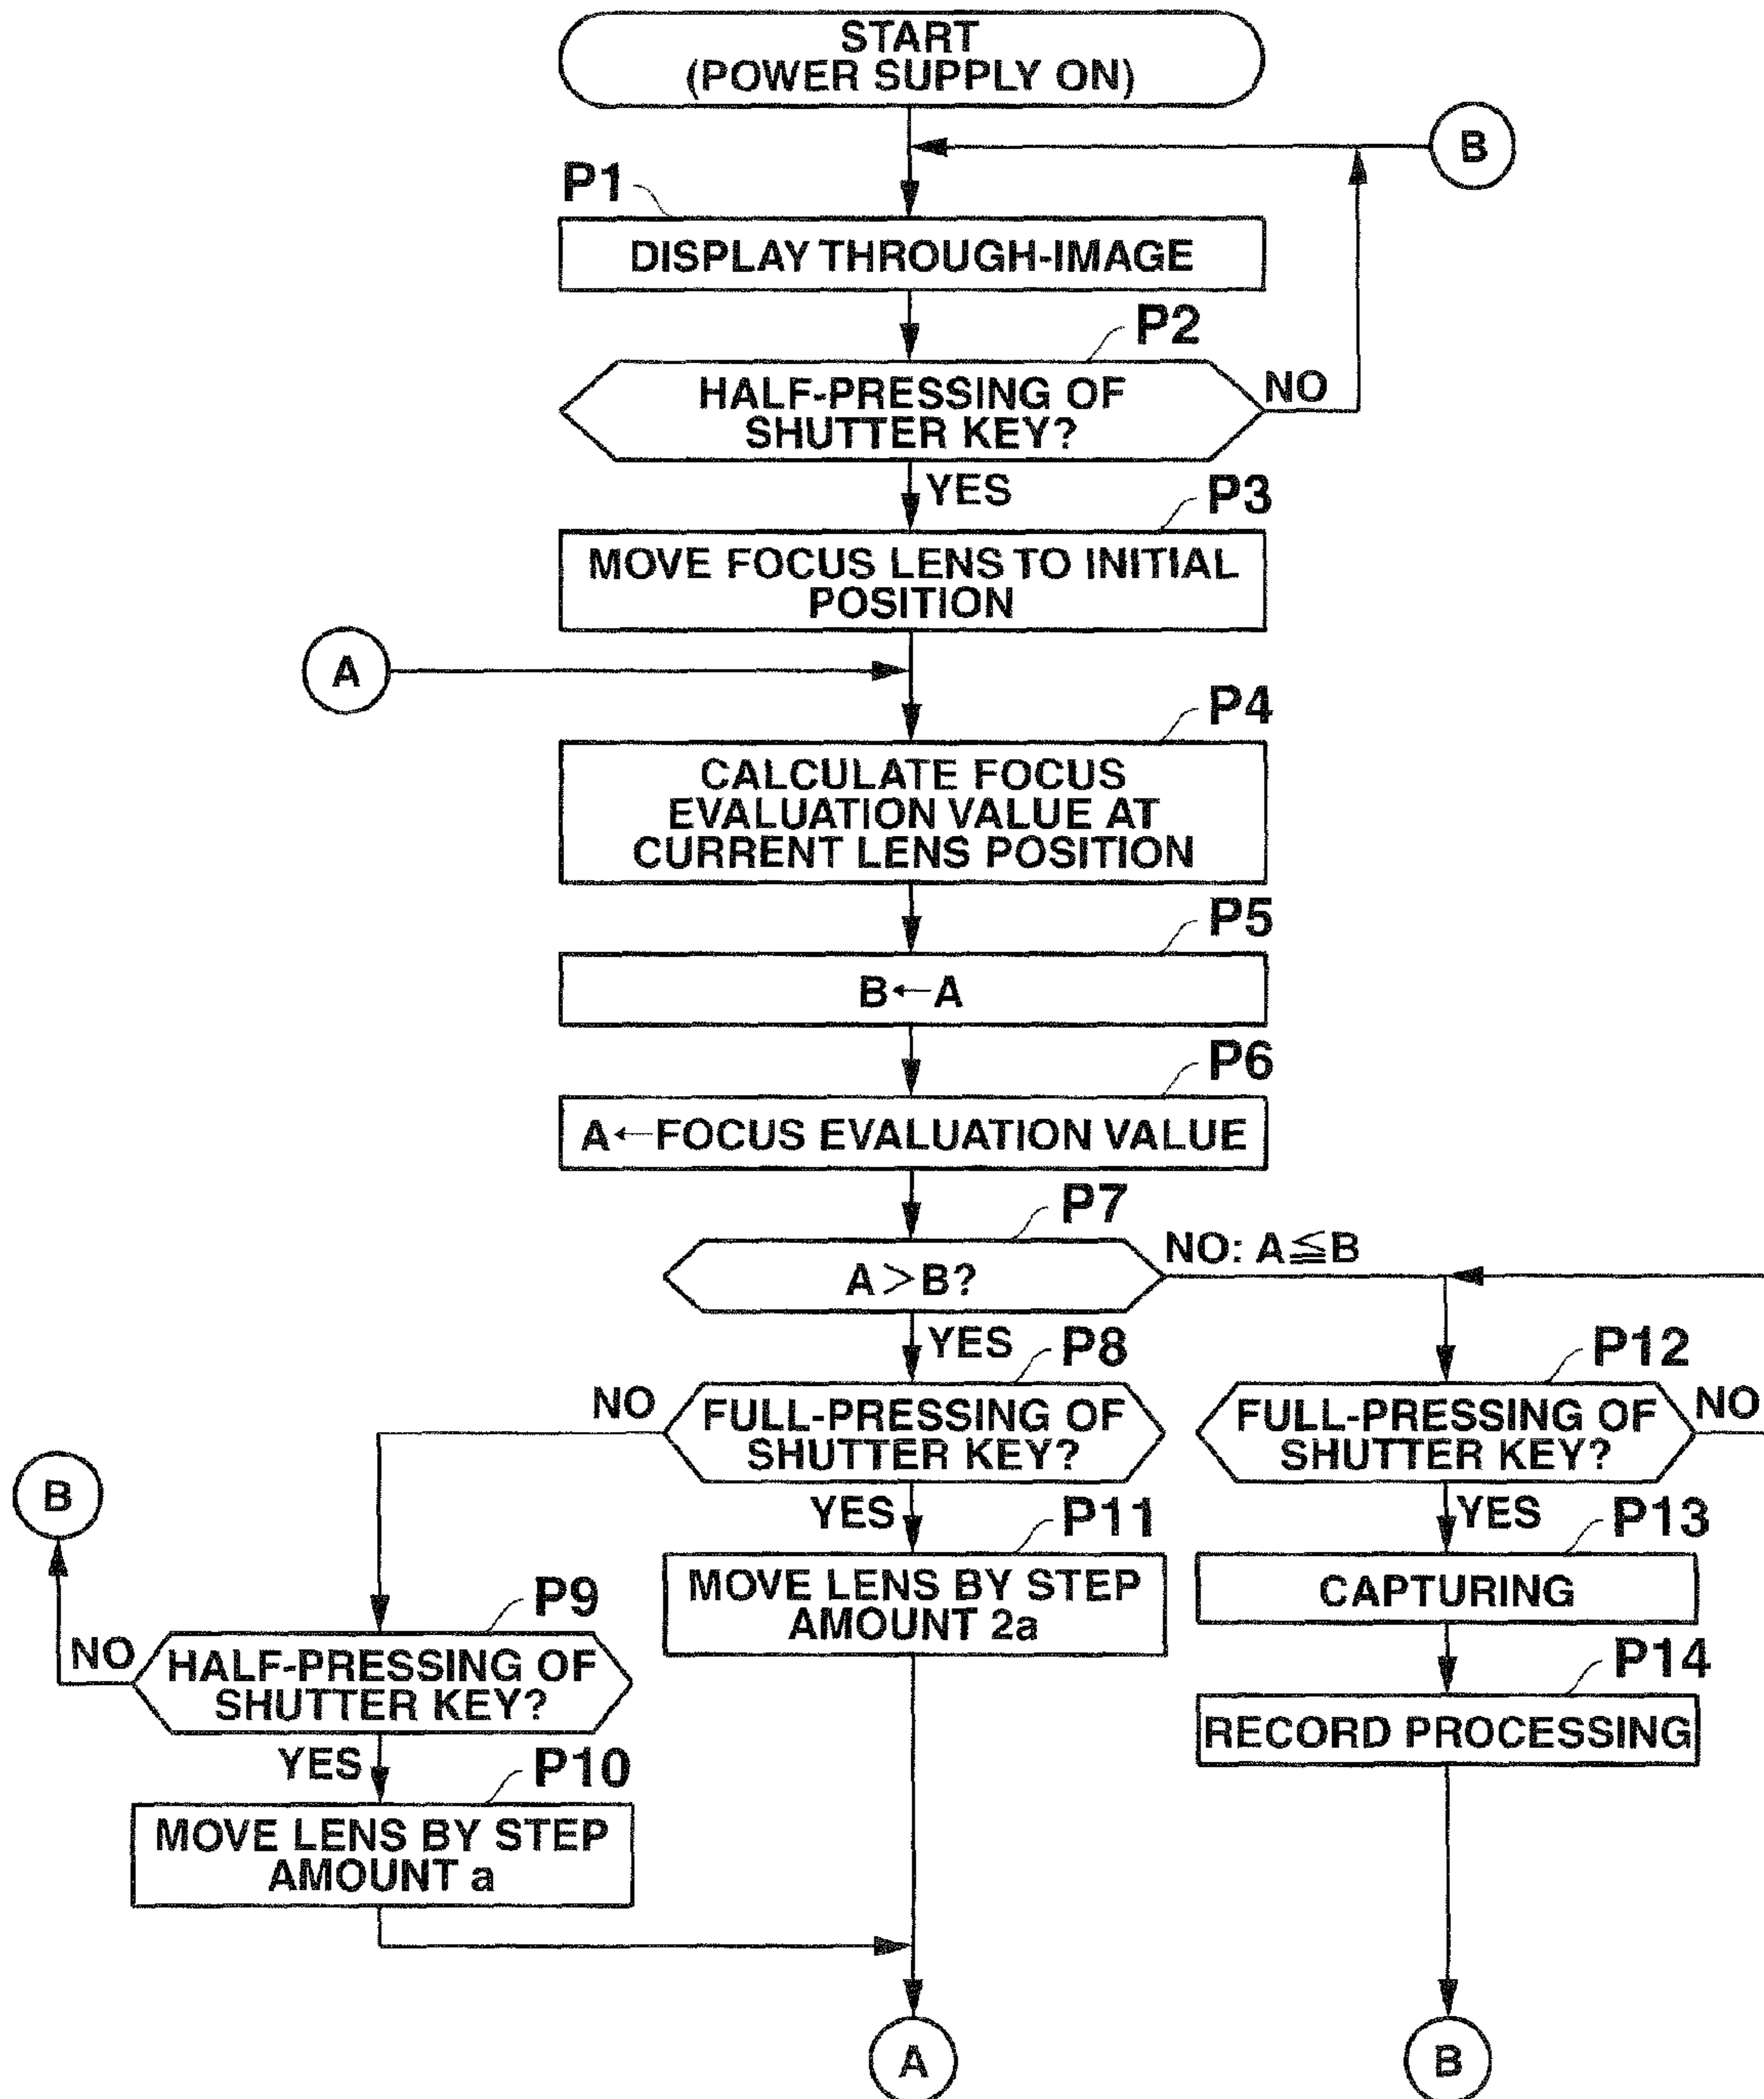 START
(POWER SUPPLY ON)
B
P1
DISPLAY THROUGH-IMAGE
P2
HALF-PRESSING OF
SHUTTER KEY?
NO
YES
P3
MOVE FOCUS LENS TO INITIAL
POSITION
A
P4
CALCULATE FOCUS
EVALUATION VALUE AT
CURRENT LENS POSITION
P5
B←A
P6
A←FOCUS EVALUATION VALUE
P7
A>B?
NO: A≦B
YES
P8
FULL-PRESSING OF
SHUTTER KEY?
NO
P12
FULL-PRESSING OF
SHUTTER KEY?
NO
B
YES
P11
MOVE LENS BY STEP
AMOUNT 2a
YES
P13
CAPTURING
P9
HALF-PRESSING OF
SHUTTER KEY?
NO
P14
RECORD PROCESSING
YES
P10
MOVE LENS BY STEP
AMOUNT a
A
B